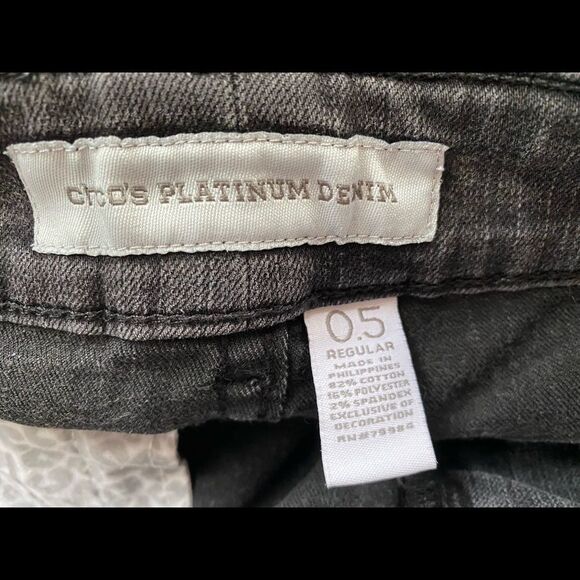 chico's PLATINUM DENIM
0.5
REGULAR
MADE IN
PHILIPPINES
82% COTTON
16% POLYESTER
2% SPANDEX
EXCLUSIVE OF
DECORATION
RN#79984